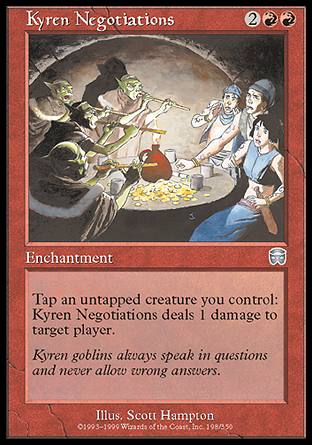 Kyren Negotiations 2
Enchantment
Tap an untapped creature you control:
Kyren Negotiations deals 1 damage to
target player.
Kyren goblins always speak in questions
and never allow wrong answers.
Illus. Scott Hampton
©1993-1999 Wizards of the Coast, Inc. 198/350